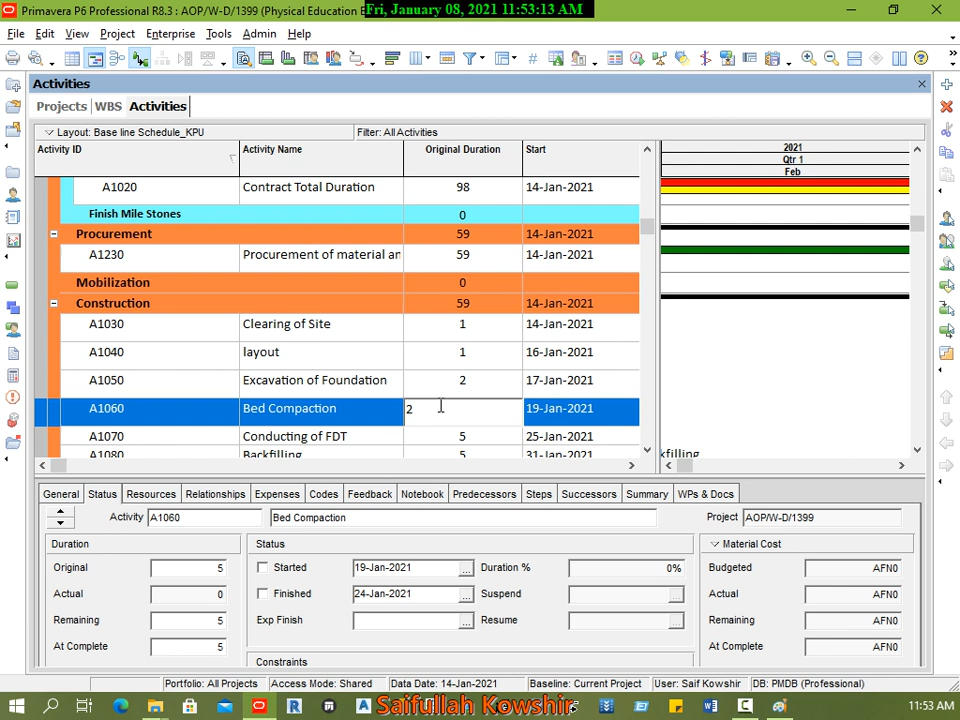 Primavera P6 Professional R8.3 : AOP/W-D/1399 (Physical Education E
Fri, January 08, 2021 11:53:13 AM
File Edit View Project Enterprise Tools Admin Help
Activities
Projects WBS Activities
Layout: Base line Schedule_KPU Filter: All Activities
Activity ID Activity Name Original Duration Start
2021
Qtr 1
Feb
A1020 Contract Total Duration 98 14-Jan-2021
Finish Mile Stones 0
Procurement 59 14-Jan-2021
A1230 Procurement of material an 59 14-Jan-2021
Mobilization 0
Construction 59 14-Jan-2021
A1030 Clearing of Site 1 14-Jan-2021
A1040 layout 1 16-Jan-2021
A1050 Excavation of Foundation 2 17-Jan-2021
A1060 Bed Compaction 2 19-Jan-2021
A1070 Conducting of FDT 5 25-Jan-2021
A1080 Backfilling 5 31-Jan-2021 kfilling
General Status Resources Relationships Expenses Codes Feedback Notebook Predecessors Steps Successors Summary WPs & Docs
Activity A1060 Bed Compaction Project AOP/W-D/1399
Duration Status Material Cost
Original 5 Started 19-Jan-2021 ... Duration % 0% Budgeted AFN0
Actual 0 Finished 24-Jan-2021 ... Suspend ... Actual AFN0
Remaining 5 Exp Finish ... Resume ... Remaining AFN0
At Complete 5 At Complete AFN0
Constraints
Portfolio: All Projects Access Mode: Shared Data Date: 14-Jan-2021 Baseline: Current Project User: Saif Kowshir DB: PMDB (Professional)
Saifullah Kowshir
11:53 AM